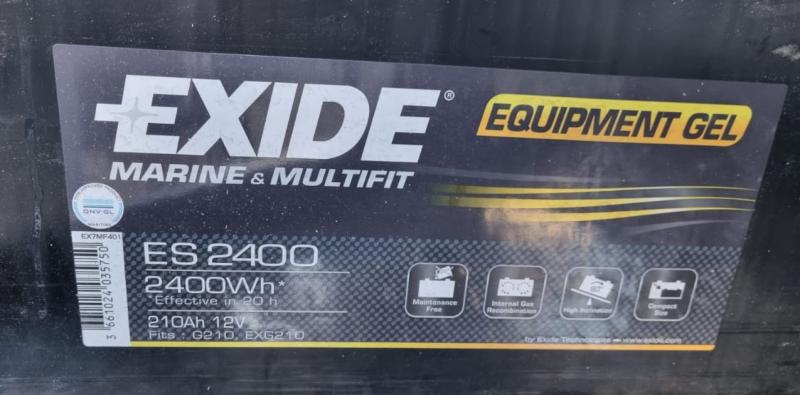 EXIDE®
EQUIPMENT GEL
MARINE & MULTIFIT
DNV·GL
EX7MF401
3 661024 035750
ES 2400
2400Wh*
*Effective in 20 h
210Ah 12V
Fits : G210, EXG210
Maintenance
Free
Internal Gas
Recombination
High Inclination
Compact
Size
by Exide Technologies – www.exide.com